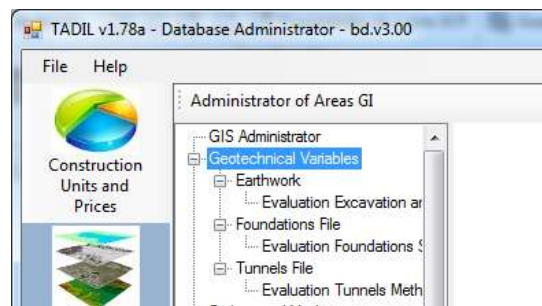 TADIL v1.78a - Database Administrator - bd.v3.00
File Help
Administrator of Areas GI
Construction
Units and
Prices
GIS Administrator
Geotechnical Variables
Earthwork
Evaluation Excavation ar
Foundations File
Evaluation Foundations
Tunnels File
Evaluation Tunnels Meth